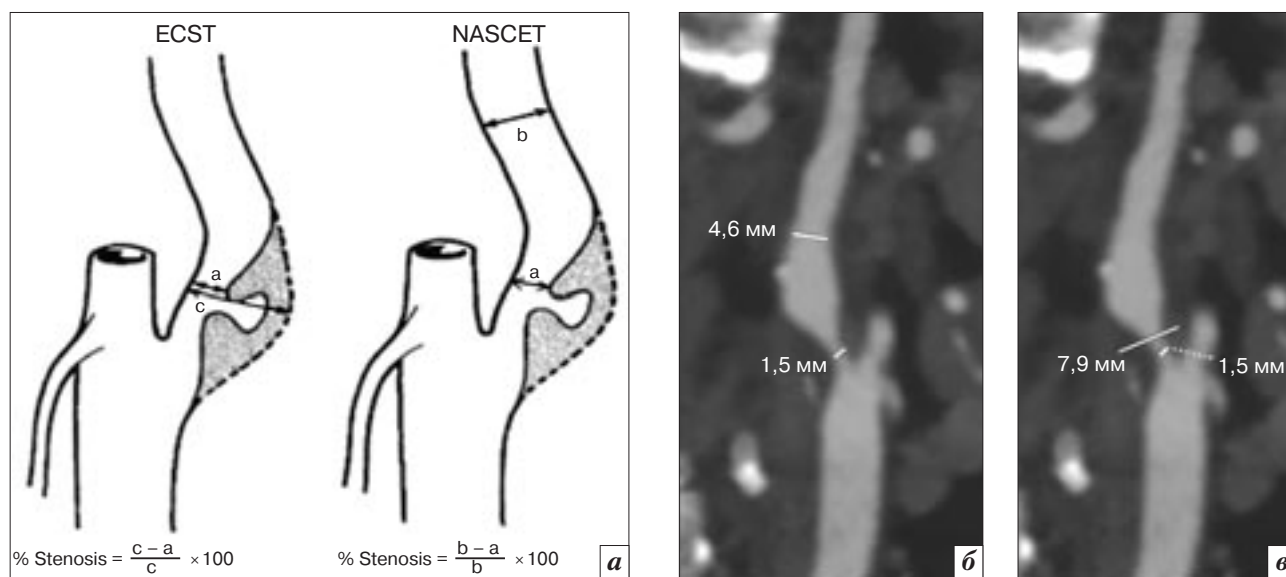 ECST
NASCET
b
a
c
a
% Stenosis = c – a / c × 100
% Stenosis = b – a / b × 100
а
4,6 мм
1,5 мм
б
7,9 мм
1,5 мм
в